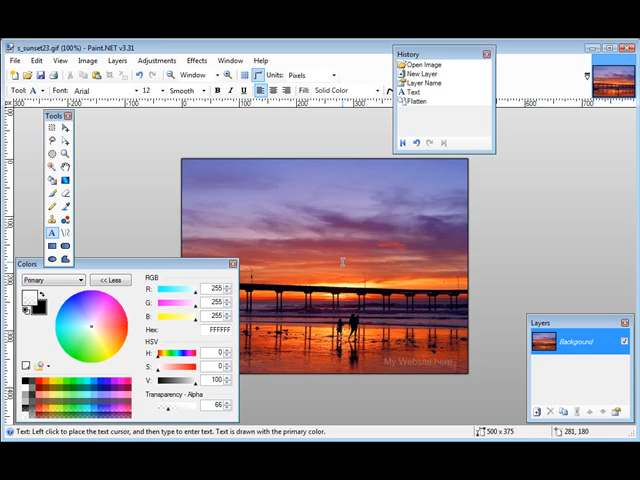 s_sunset23.gif (100%) - Paint.NET v3.31
File Edit View Image Layers Adjustments Effects Window Help
Window Units: Pixels
Tool: A Font: Arial 12 Smooth B I U Fill: Solid Color
History
Open Image
New Layer
Layer Name
Text
Flatten
Tools
Colors
Primary
<< Less
RGB
R: 255
G: 255
B: 255
Hex: FFFFFF
HSV
H: 0
S: 0
V: 100
Transparency - Alpha
66
My Website here
Layers
Background
Text: Left click to place the text cursor, and then type to enter text. Text is drawn with the primary color.
500 x 375
281, 180